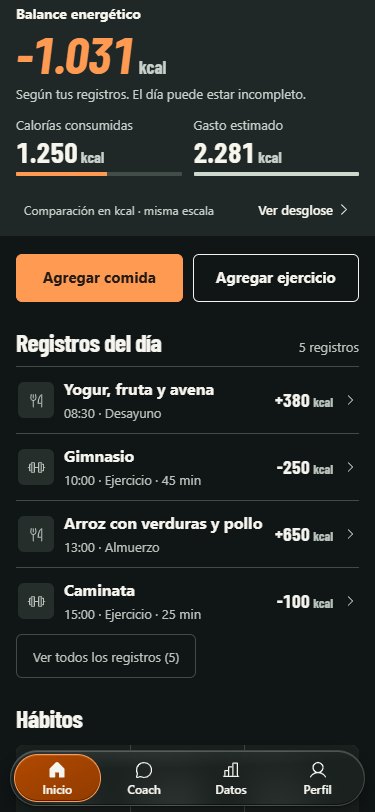 Balance energético
-1.031 kcal
Según tus registros. El día puede estar incompleto.
Calorías consumidas Gasto estimado
1.250 kcal 2.281 kcal
Comparación en kcal · misma escala Ver desglose
Agregar comida Agregar ejercicio
Registros del día 5 registros
Yogur, fruta y avena +380 kcal
08:30 · Desayuno
Gimnasio -250 kcal
10:00 · Ejercicio · 45 min
Arroz con verduras y pollo +650 kcal
13:00 · Almuerzo
Caminata -100 kcal
15:00 · Ejercicio · 25 min
Ver todos los registros (5)
Hábitos
Inicio Coach Datos Perfil